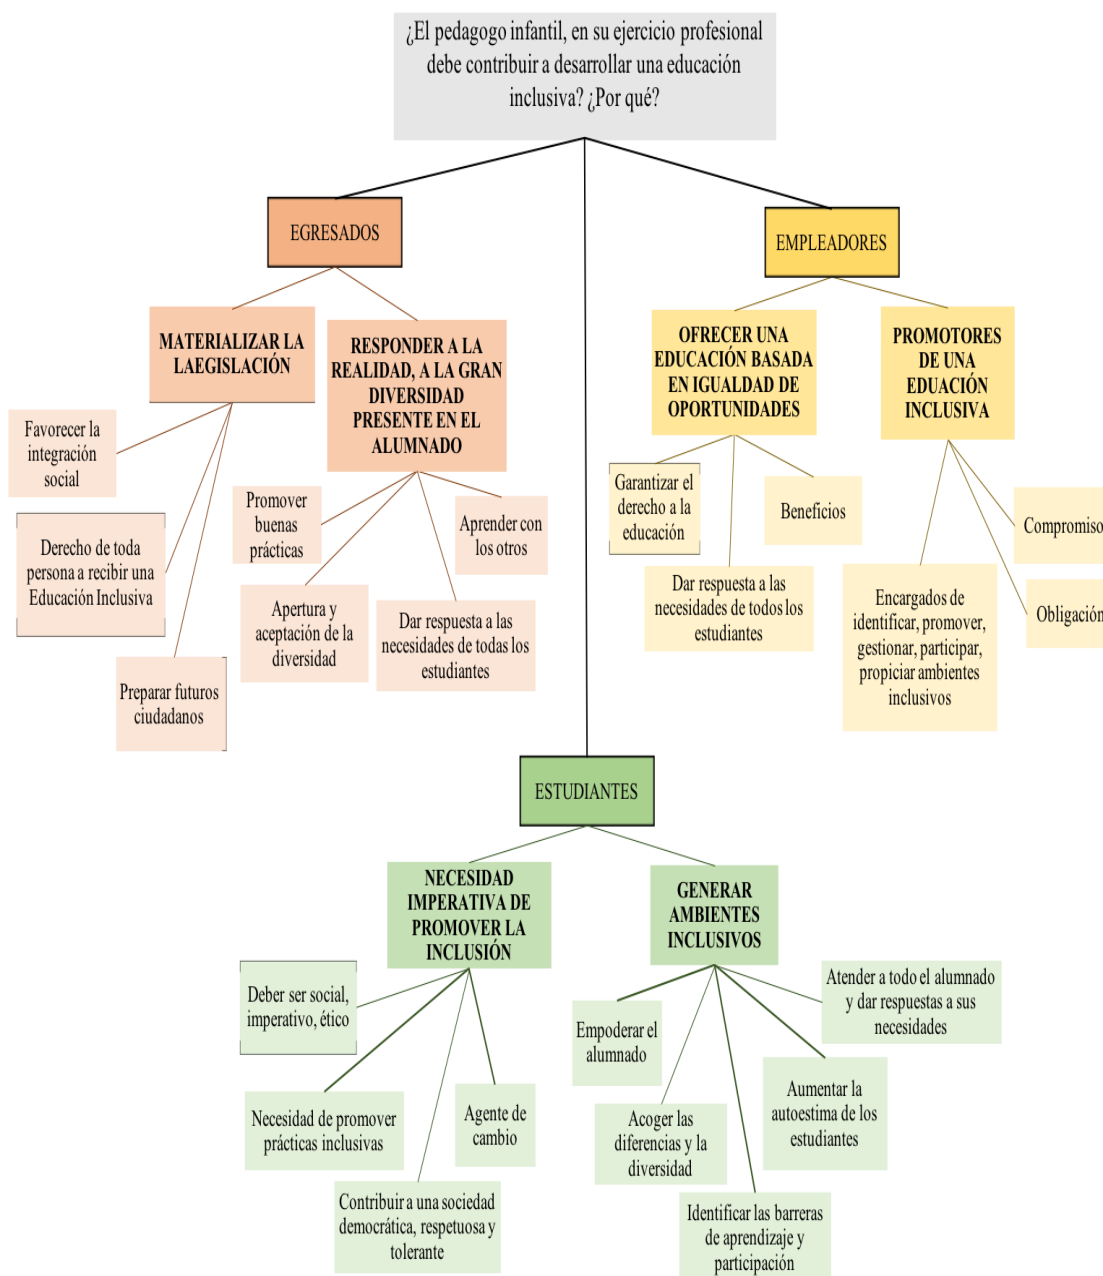 ¿El pedagogo infantil, en su ejercicio profesional
debe contribuir a desarrollar una educación
inclusiva? ¿Por qué?
EGRESADOS
EMPLEADORES
MATERIALIZAR LA
LAEGISLACIÓN
RESPONDER A LA
REALIDAD, A LA GRAN
DIVERSIDAD
PRESENTE EN EL
ALUMNADO
OFRECER UNA
EDUCACIÓN BASADA
EN IGUALDAD DE
OPORTUNIDADES
PROMOTORES
DE UNA
EDUACIÓN
INCLUSIVA
Favorecer la
integración
social
Derecho de toda
persona a recibir una
Educación Inclusiva
Preparar futuros
ciudadanos
Promover
buenas
prácticas
Apertura y
aceptación de la
diversidad
Dar respuesta a las
necesidades de todas los
estudiantes
Aprender con
los otros
Garantizar el
derecho a la
educación
Dar respuesta a las
necesidades de todos los
estudiantes
Beneficios
Encargados de
identificar, promover,
gestionar, participar,
propiciar ambientes
inclusivos
Compromiso
Obligación
ESTUDIANTES
NECESIDAD
IMPERATIVA DE
PROMOVER LA
INCLUSIÓN
GENERAR
AMBIENTES
INCLUSIVOS
Deber ser social,
imperativo, ético
Necesidad de promover
prácticas inclusivas
Contribuir a una sociedad
democrática, respetuosa y
tolerante
Agente de
cambio
Empoderar el
alumnado
Acoger las
diferencias y la
diversidad
Identificar las barreras
de aprendizaje y
participación
Aumentar la
autoestima de los
estudiantes
Atender a todo el alumnado
y dar respuestas a sus
necesidades